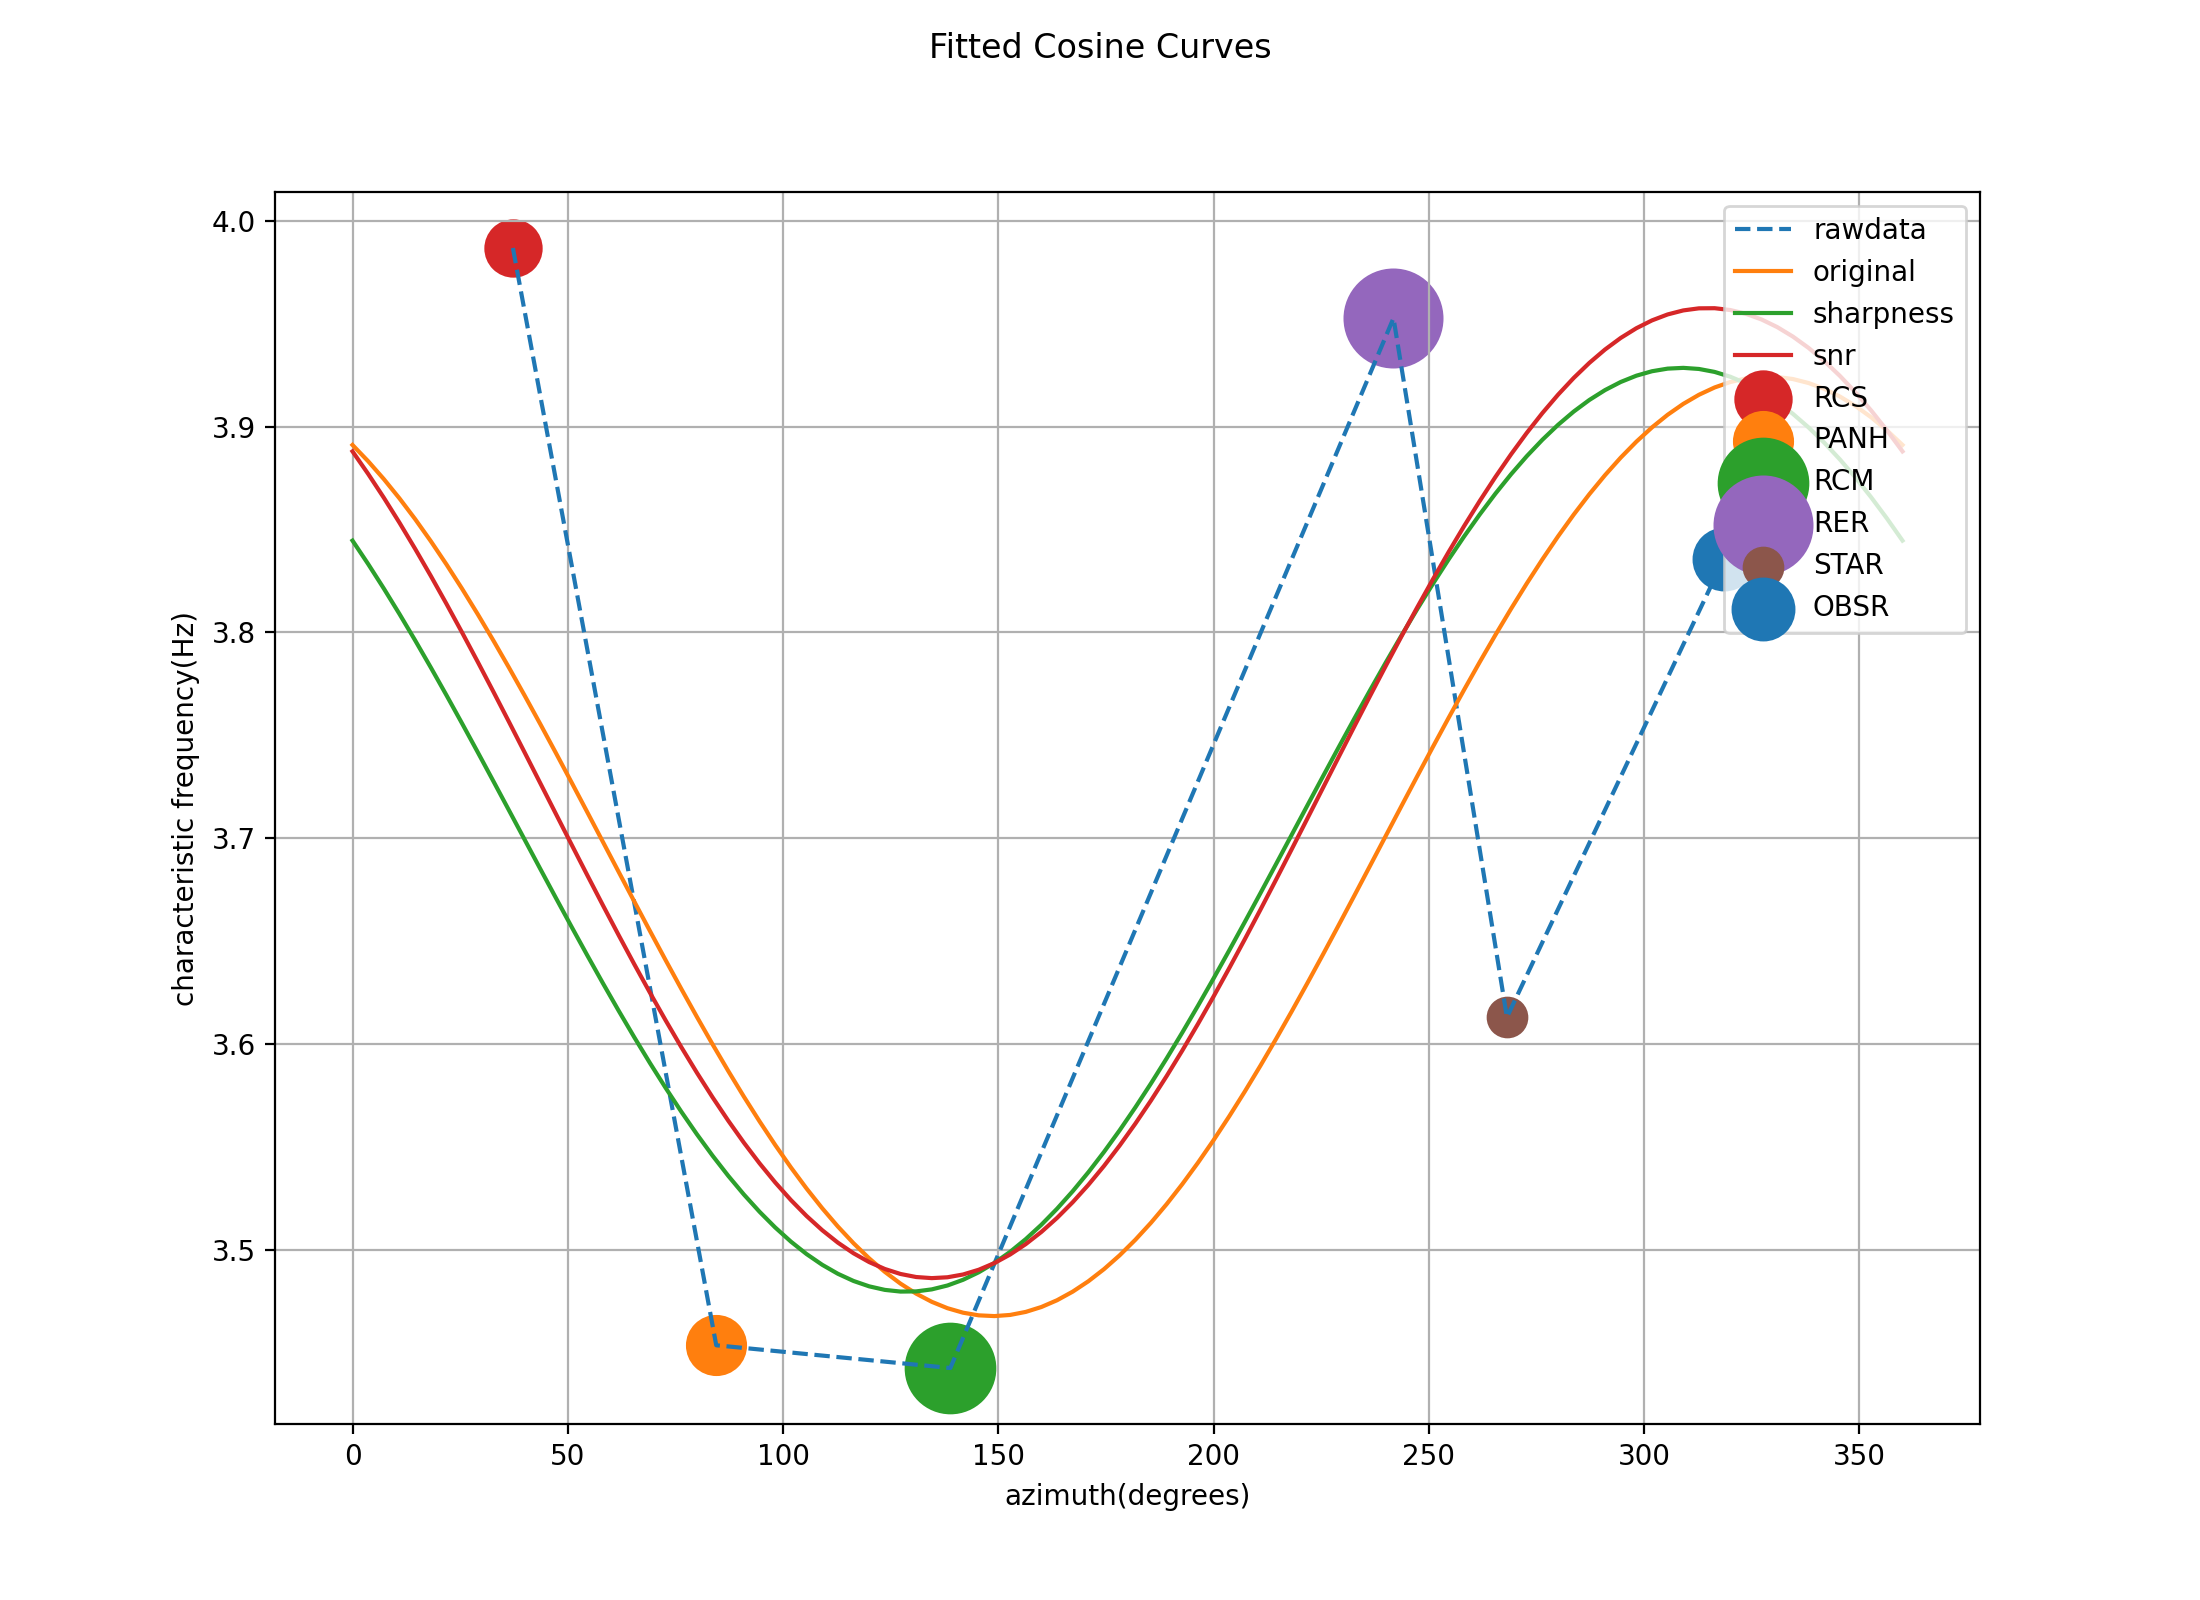 Fitted Cosine Curves
4.0
3.9
3.8
3.7
3.6
3.5
characteristic frequency(Hz)
rawdata
original
sharpness
snr
RCS
PANH
RCM
RER
STAR
OBSR
0 50 100 150 200 250 300 350
azimuth(degrees)